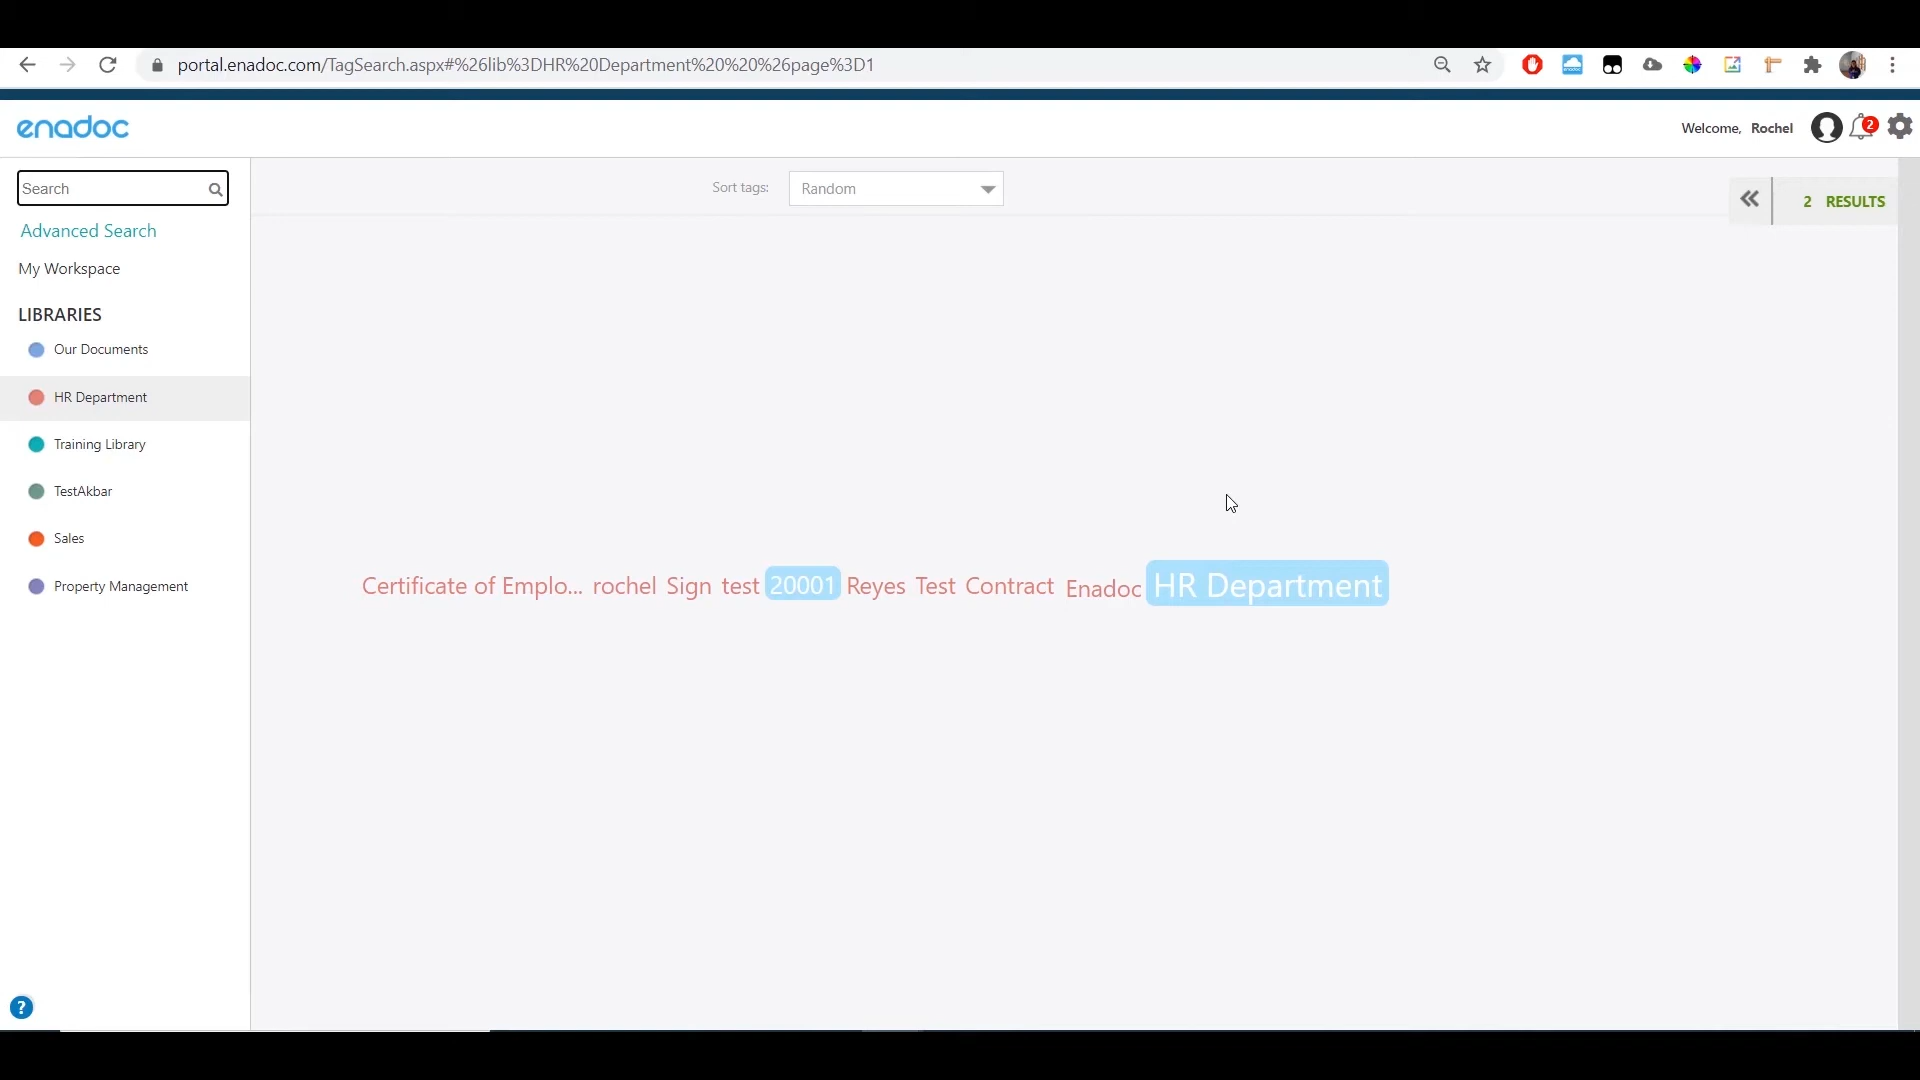 portal.enadoc.com/TagSearch.aspx#%26lib%3DHR%20Department%20%20%26page%3D1
enadoc
Welcome, Rochel
2
Search
Sort tags:
Random
2 RESULTS
Advanced Search
My Workspace
LIBRARIES
Our Documents
HR Department
Training Library
TestAkbar
Sales
Property Management
Certificate of Emplo... rochel Sign test 20001 Reyes Test Contract Enadoc HR Department
?